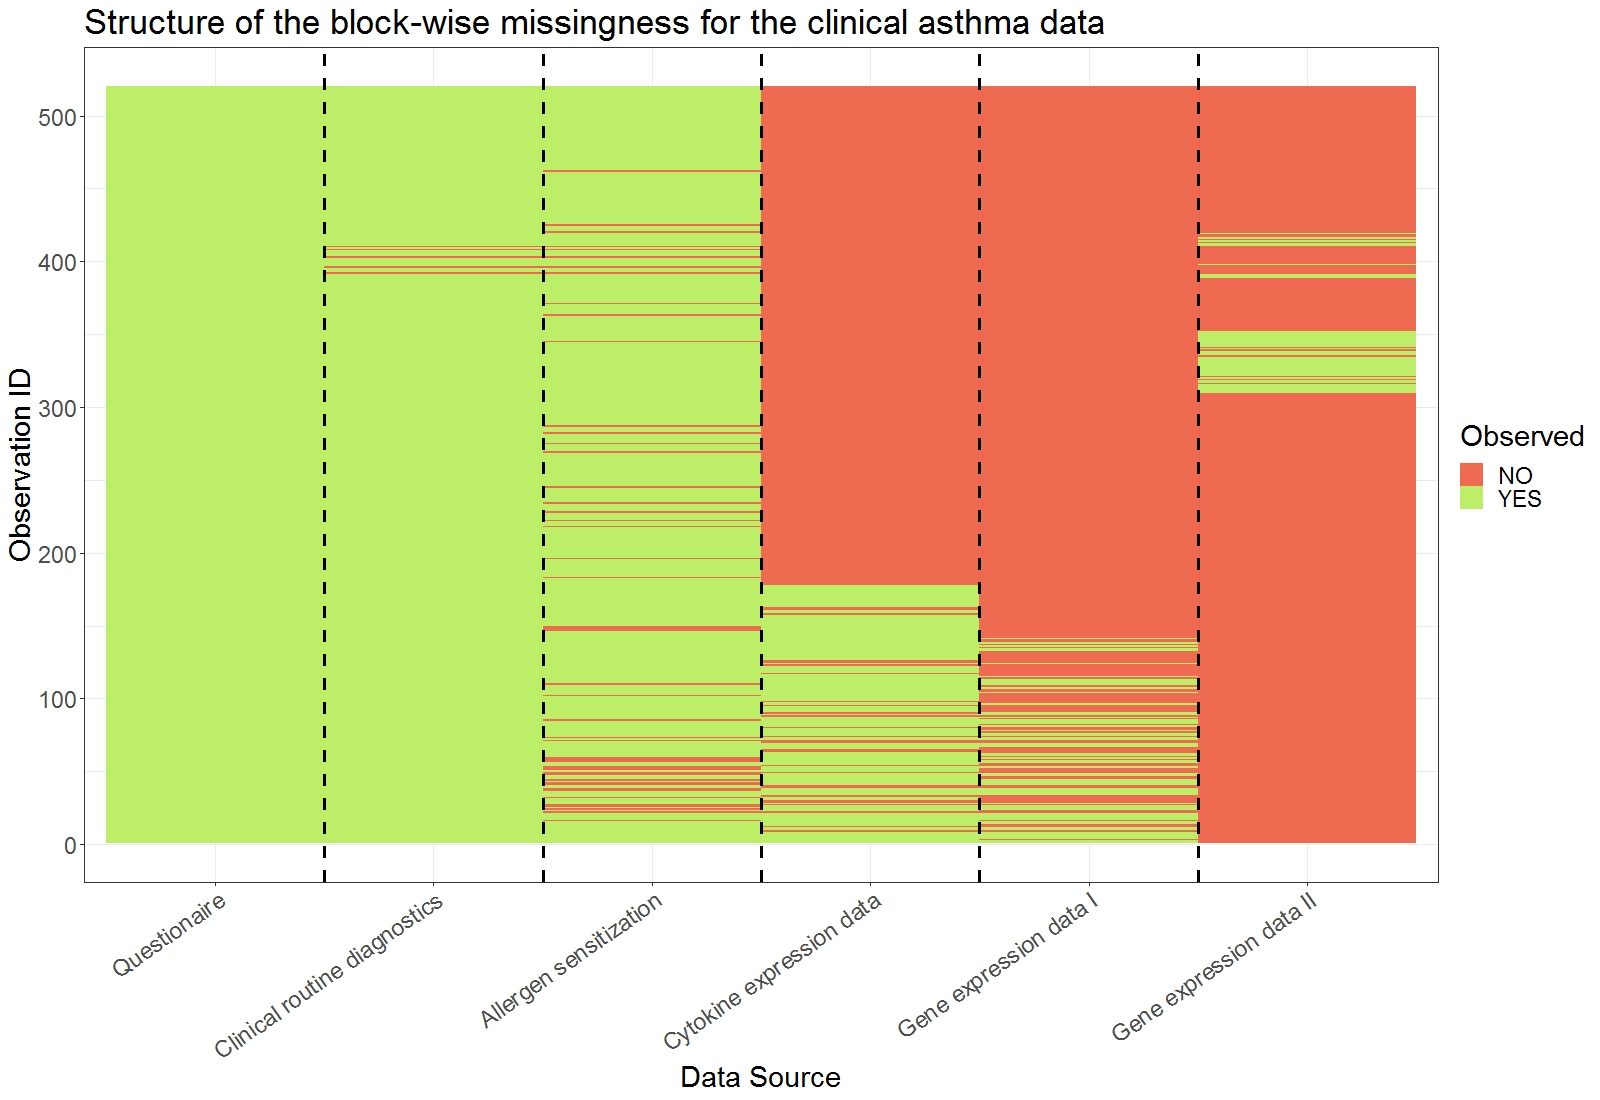 Structure of the block-wise missingness for the clinical asthma data
Observation ID
500
400
300
200
100
0
Questionaire
Clinical routine diagnostics
Allergen sensitization
Cytokine expression data
Gene expression data I
Gene expression data II
Data Source
Observed
NO
YES